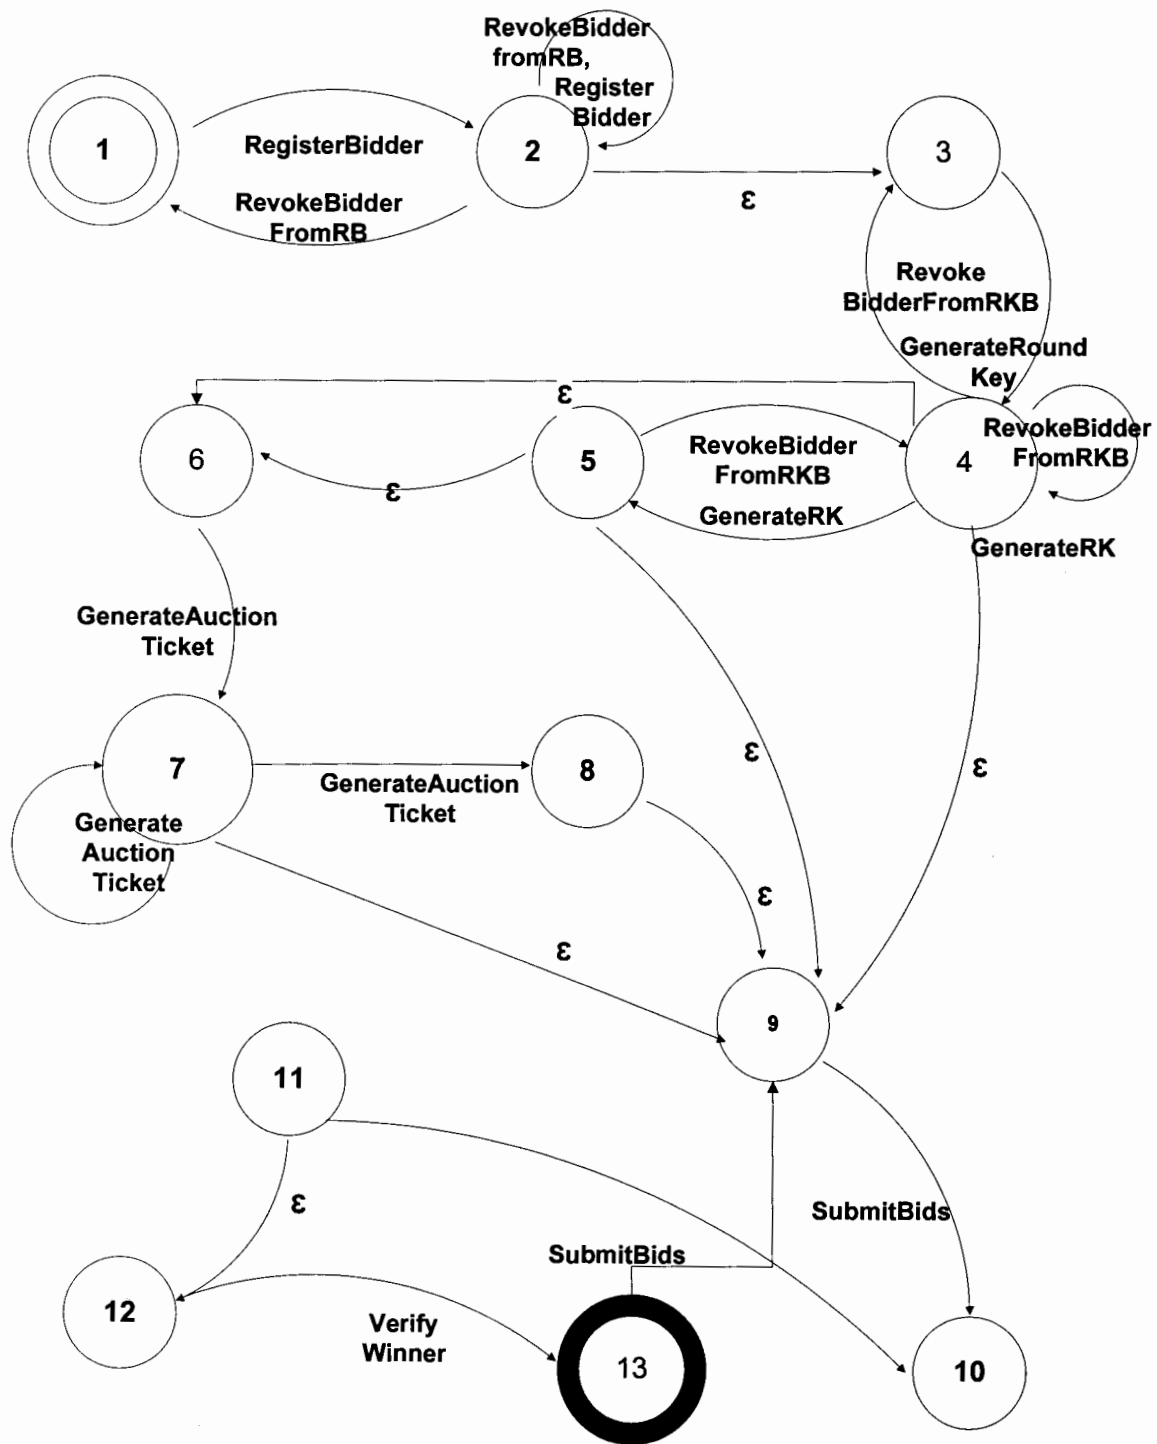 RevokeBidder
fromRB,
Register
Bidder
1
RegisterBidder
2
3
RevokeBidder
FromRB
ε
Revoke
BidderFromRKB
GenerateRound
Key
ε
6
5
RevokeBidder
FromRKB
GenerateRK
4
RevokeBidder
FromRKB
ε
GenerateRK
GenerateAuction
Ticket
7
GenerateAuction
Ticket
8
ε
ε
Generate
Auction
Ticket
ε
ε
9
11
ε
SubmitBids
SubmitBids
12
Verify
Winner
13
10